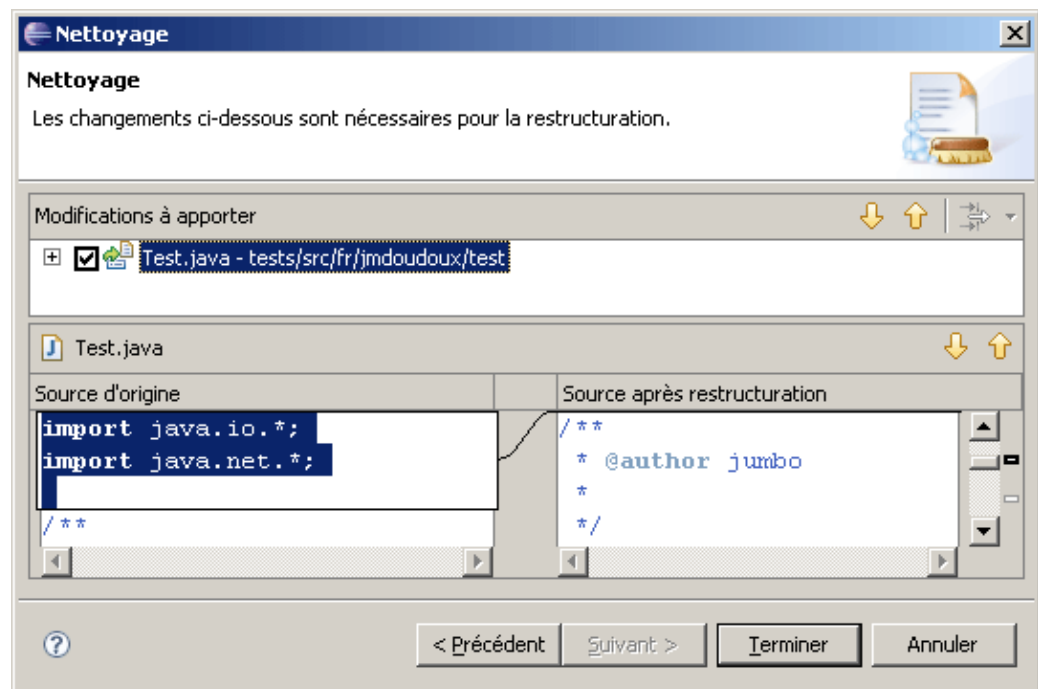 Nettoyage
Nettoyage
Les changements ci-dessous sont nécessaires pour la restructuration.
Modifications à apporter
Test.java - tests/src/fr/jmdoudoux/test
Test.java
Source d'origine
Source après restructuration
import java.io.*;
import java.net.*;
/**
/**
* @author jumbo
*
*/
< Précédent
Suivant >
Terminer
Annuler